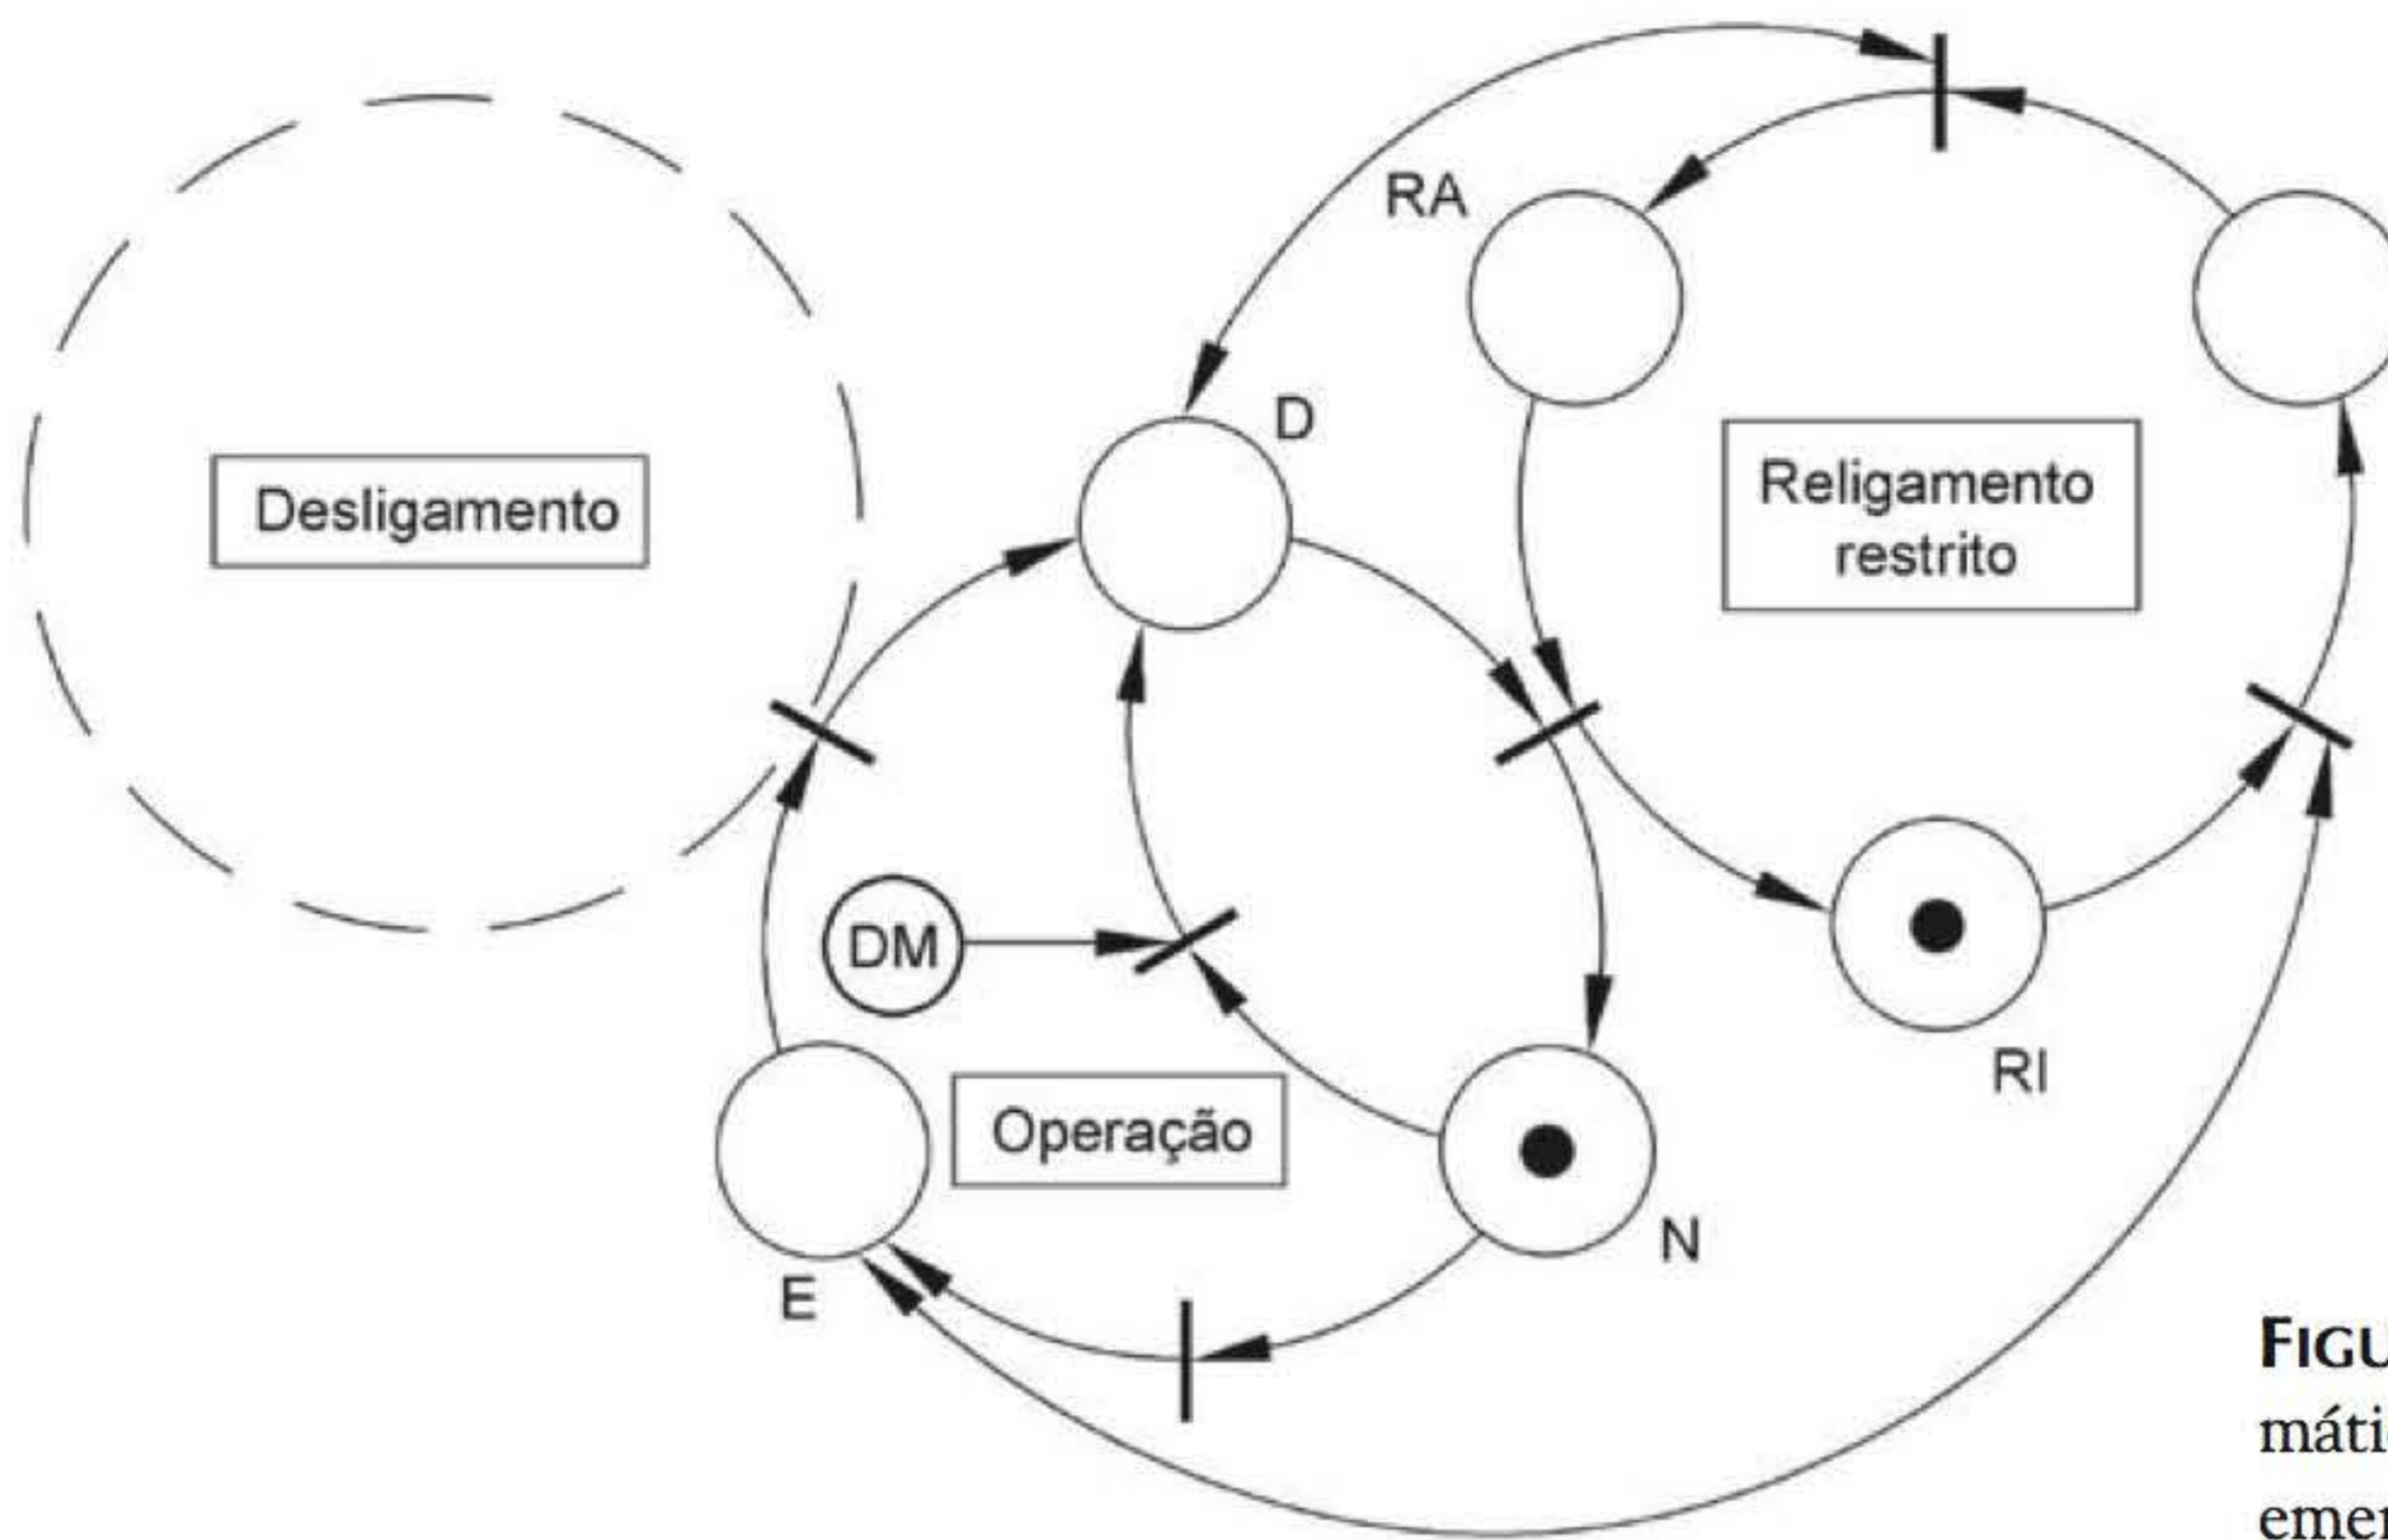 RA
D
Desligamento
Religamento
restrito
DM
RI
Operação
N
E